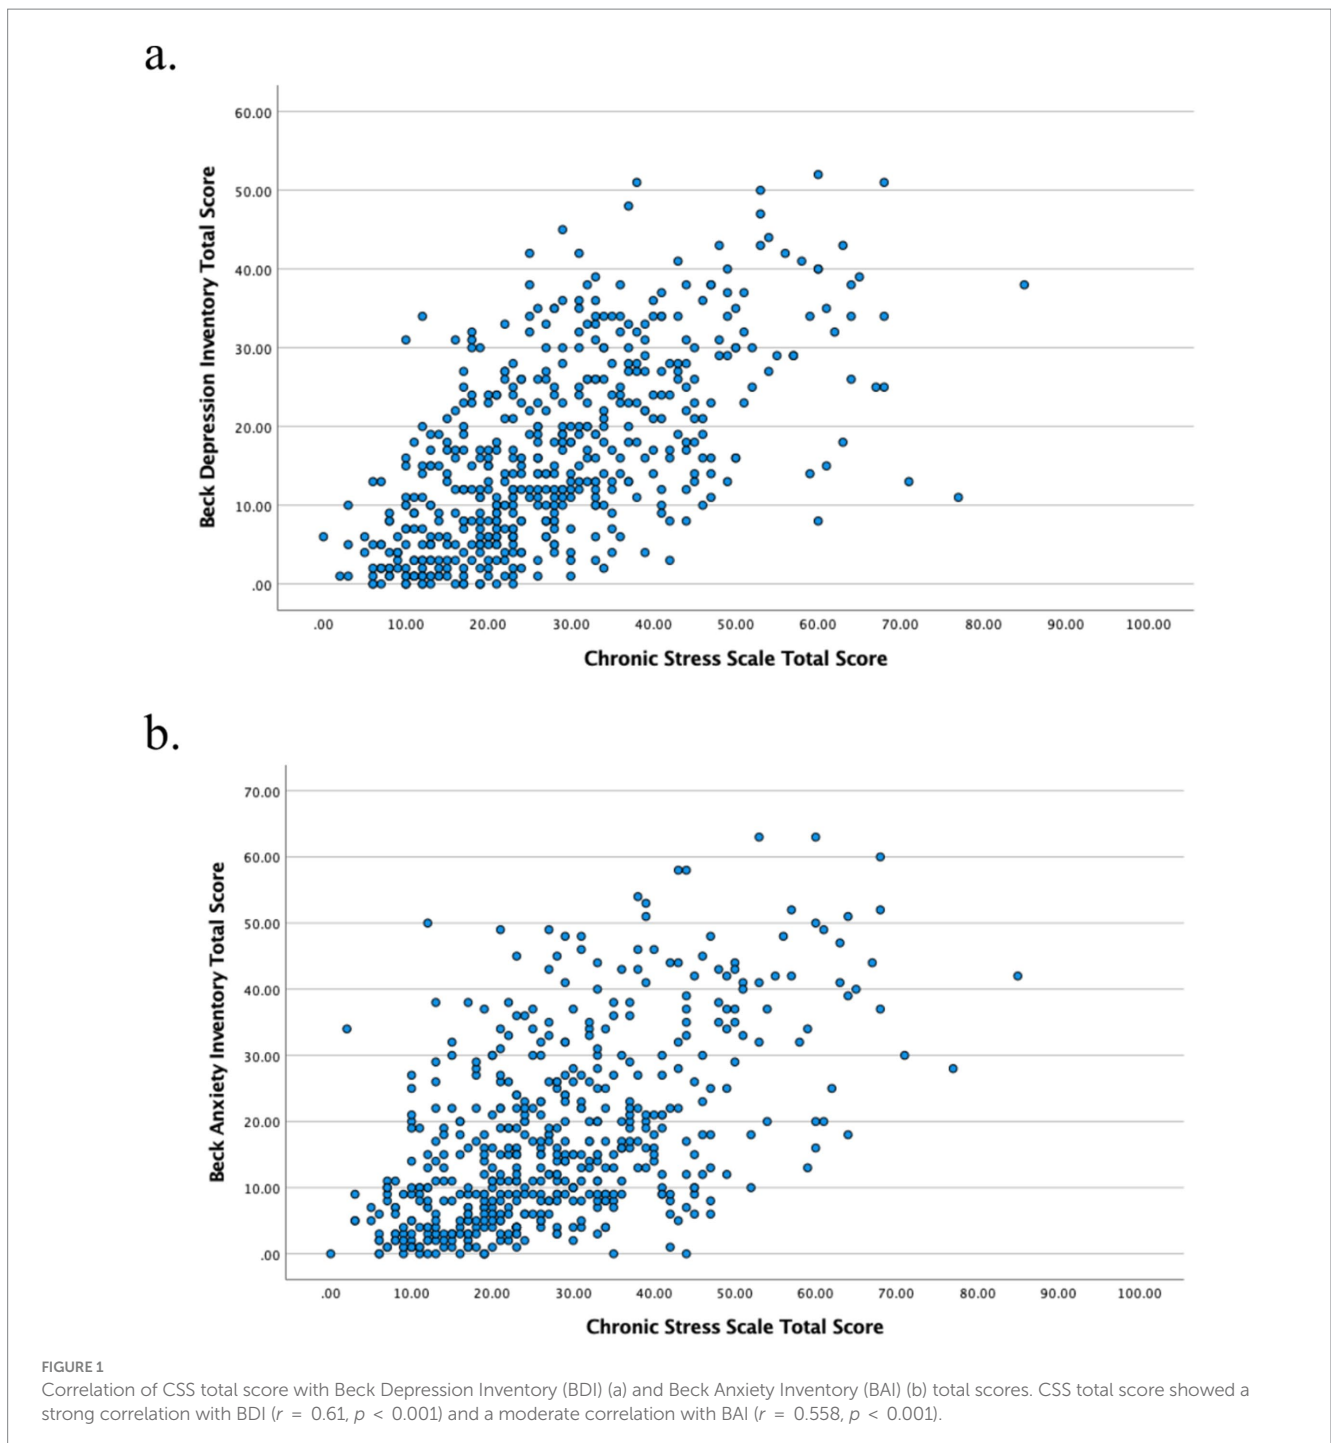 a.
60.00
50.00
40.00
30.00
20.00
10.00
.00
Beck Depression Inventory Total Score
.00 10.00 20.00 30.00 40.00 50.00 60.00 70.00 80.00 90.00 100.00
Chronic Stress Scale Total Score
b.
70.00
60.00
50.00
40.00
30.00
20.00
10.00
.00
Beck Anxiety Inventory Total Score
.00 10.00 20.00 30.00 40.00 50.00 60.00 70.00 80.00 90.00 100.00
Chronic Stress Scale Total Score
FIGURE 1
Correlation of CSS total score with Beck Depression Inventory (BDI) (a) and Beck Anxiety Inventory (BAI) (b) total scores. CSS total score showed a
strong correlation with BDI (r = 0.61, p < 0.001) and a moderate correlation with BAI (r = 0.558, p < 0.001).